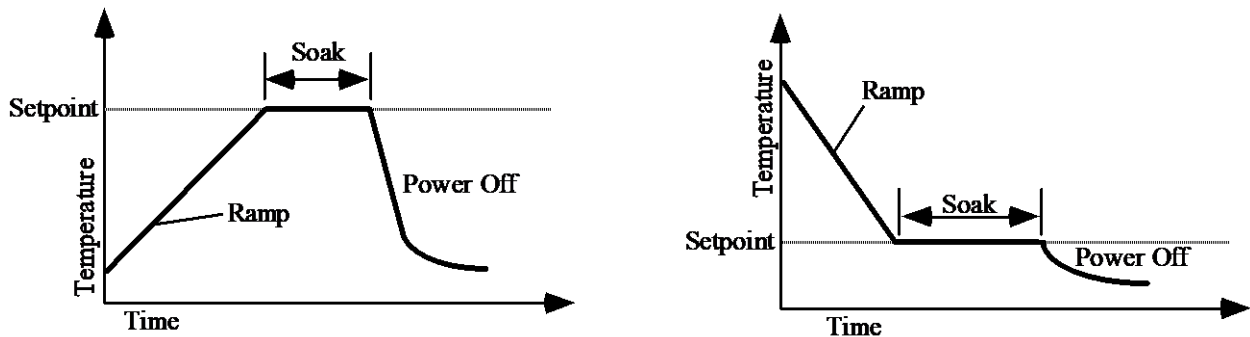 Soak
Setpoint
Temperature
Ramp
Power Off
Time
Temperature
Ramp
Soak
Setpoint
Power Off
Time